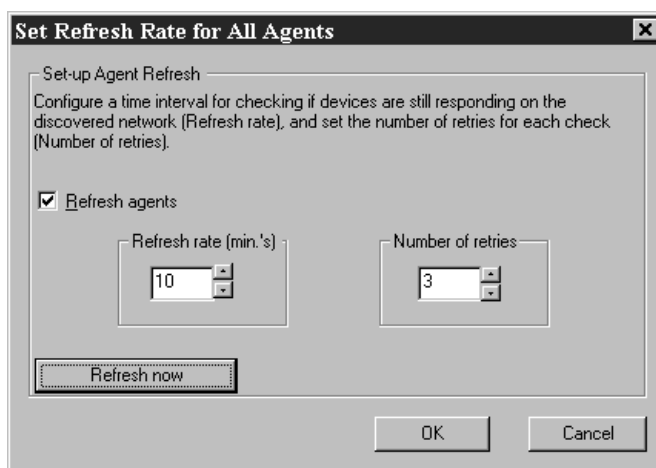 Set Refresh Rate for All Agents
Set-up Agent Refresh
Configure a time interval for checking if devices are still responding on the
discovered network (Refresh rate), and set the number of retries for each check
(Number of retries).
Refresh agents
Refresh rate (min.'s)
Number of retries
10
3
Refresh now
OK
Cancel